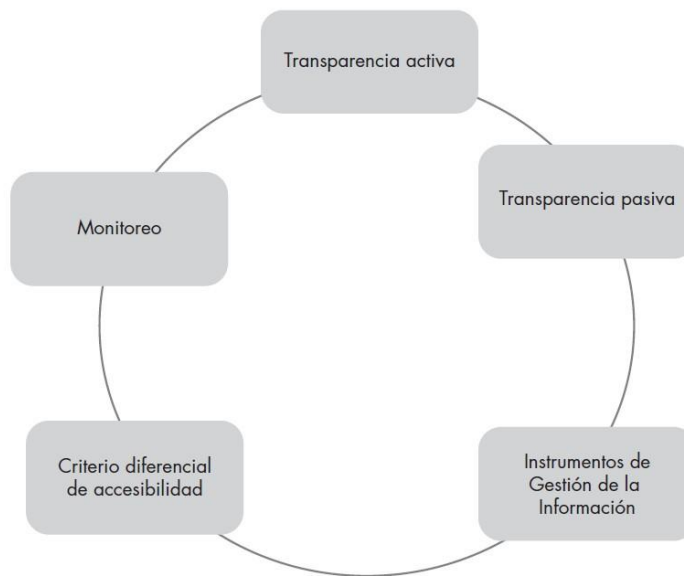 Transparencia activa
Transparencia pasiva
Monitoreo
Criterio diferencial
de accesibilidad
Instrumentos de
Gestión de la
Información